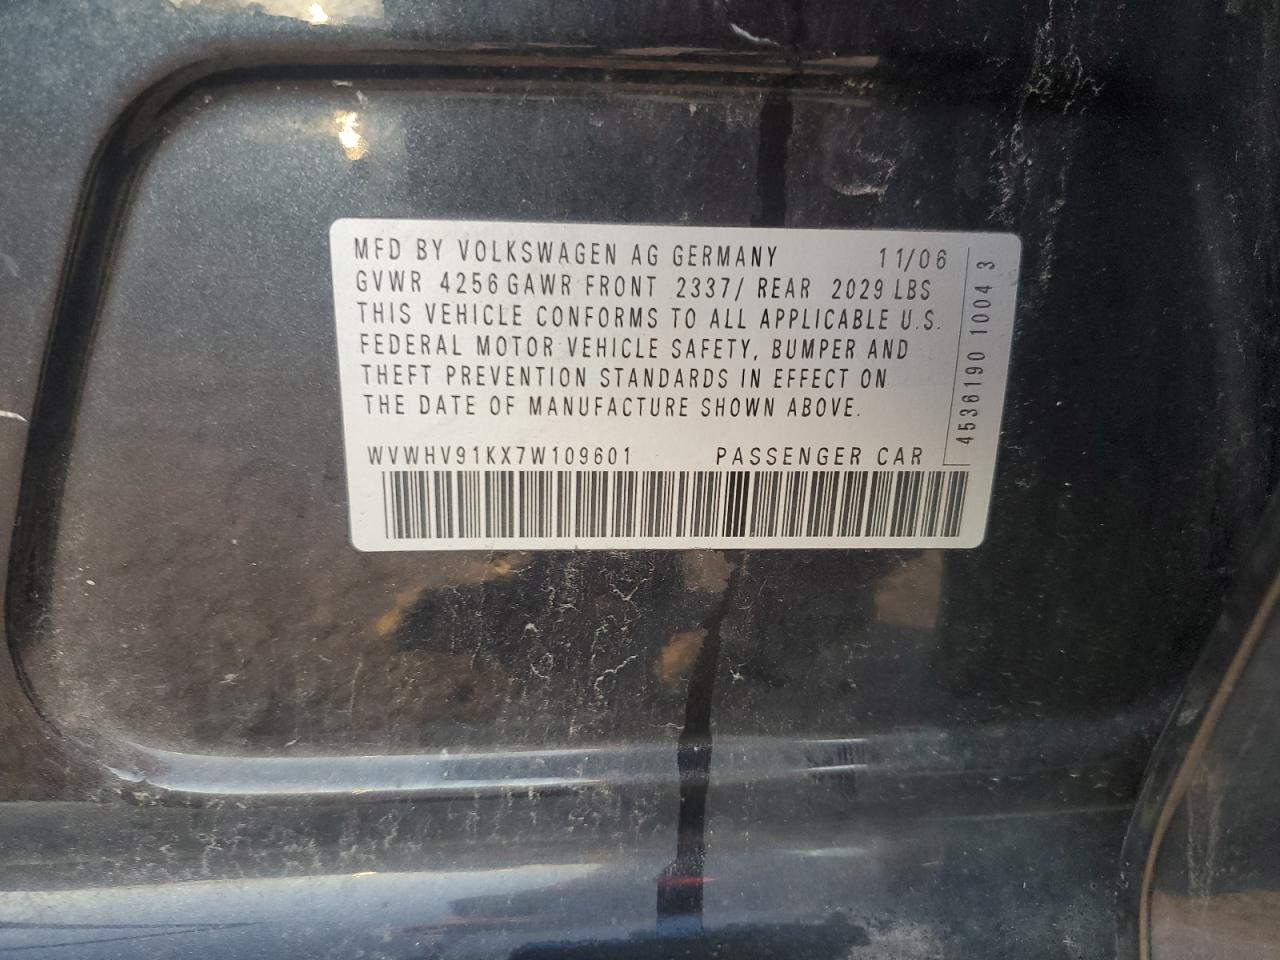 MFD BY VOLKSWAGEN AG GERMANY 11/06
GVWR 4256 GAWR FRONT 2337/ REAR 2029 LBS
THIS VEHICLE CONFORMS TO ALL APPLICABLE U.S.
FEDERAL MOTOR VEHICLE SAFETY, BUMPER AND
THEFT PREVENTION STANDARDS IN EFFECT ON
THE DATE OF MANUFACTURE SHOWN ABOVE.
WVWHV91KX7W109601 PASSENGER CAR
4536190 1004 3